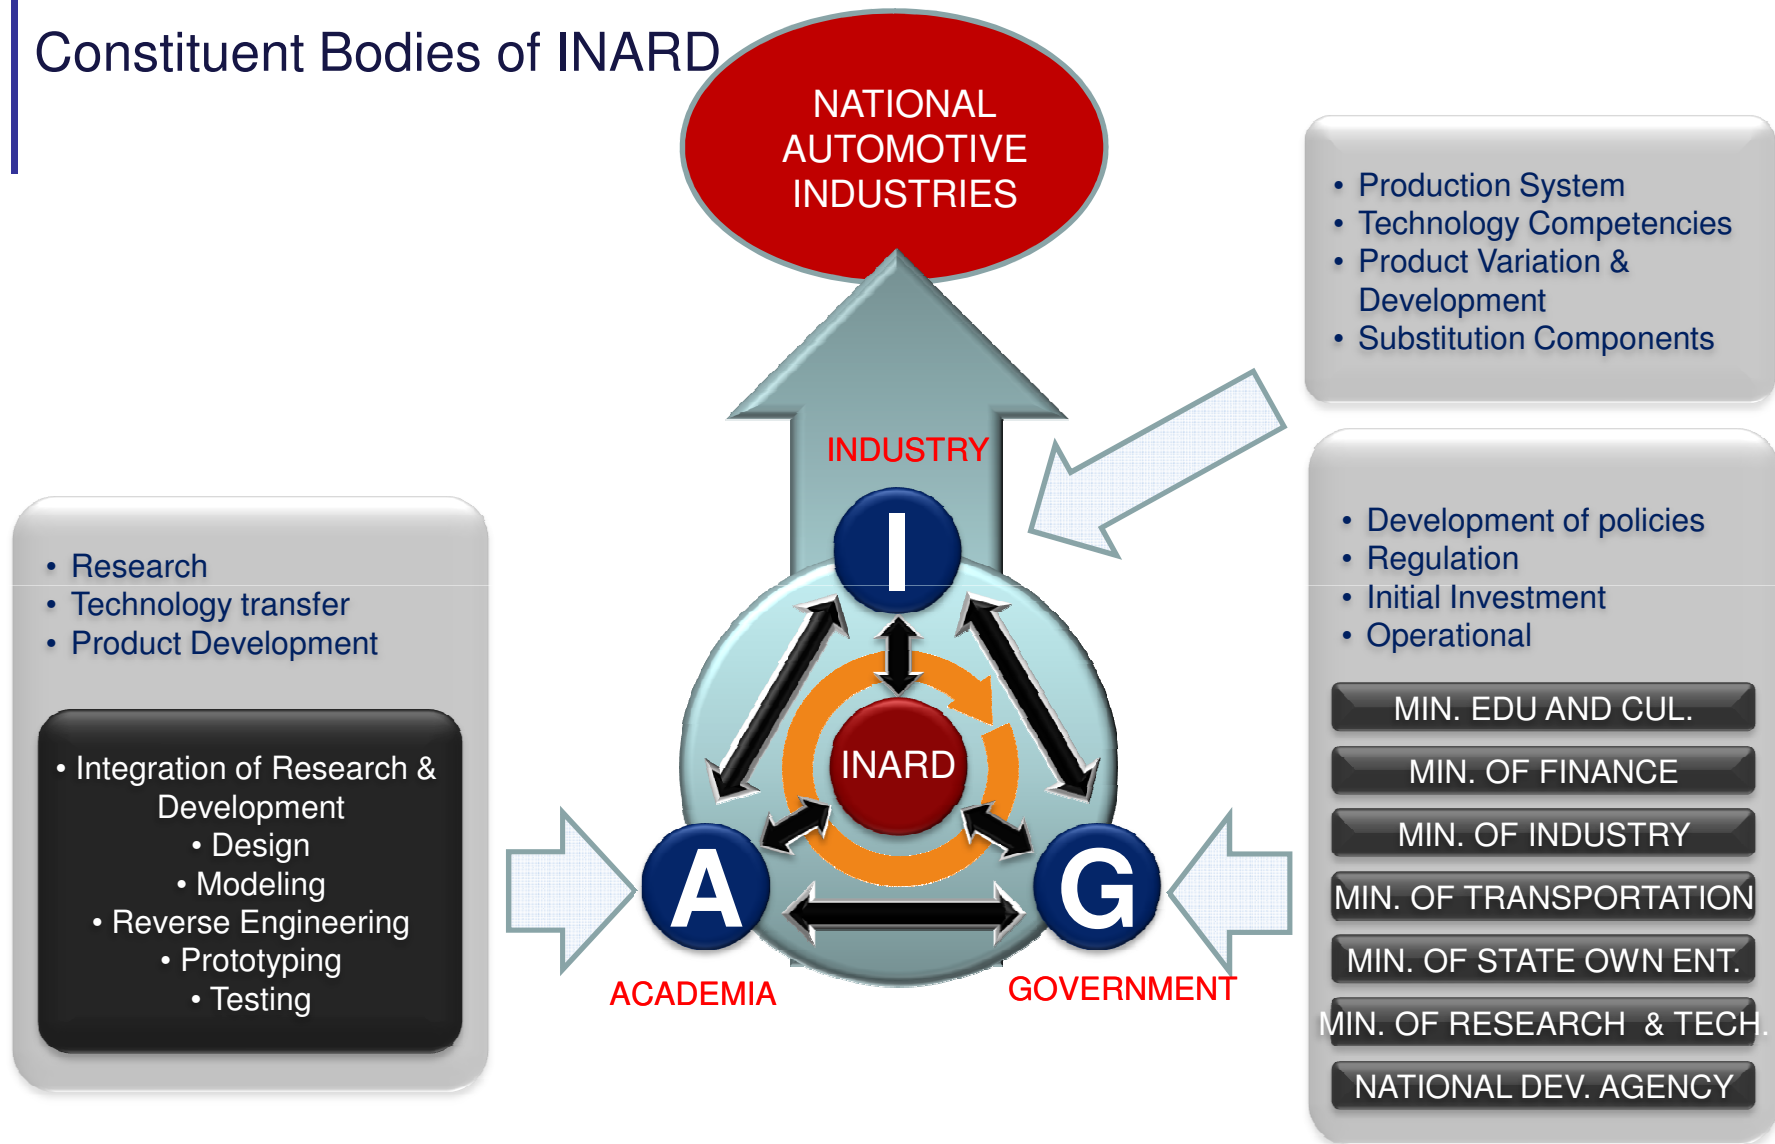 Constituent Bodies of INARD
NATIONAL
AUTOMOTIVE
INDUSTRIES
• Production System
• Technology Competencies
• Product Variation &
Development
• Substitution Components
INDUSTRY
I
• Research
• Technology transfer
• Product Development
• Integration of Research &
Development
• Design
• Modeling
• Reverse Engineering
• Prototyping
• Testing
INARD
A
ACADEMIA
G
GOVERNMENT
• Development of policies
• Regulation
• Initial Investment
• Operational
MIN. EDU AND CUL.
MIN. OF FINANCE
MIN. OF INDUSTRY
MIN. OF TRANSPORTATION
MIN. OF STATE OWN ENT.
MIN. OF RESEARCH & TECH.
NATIONAL DEV. AGENCY